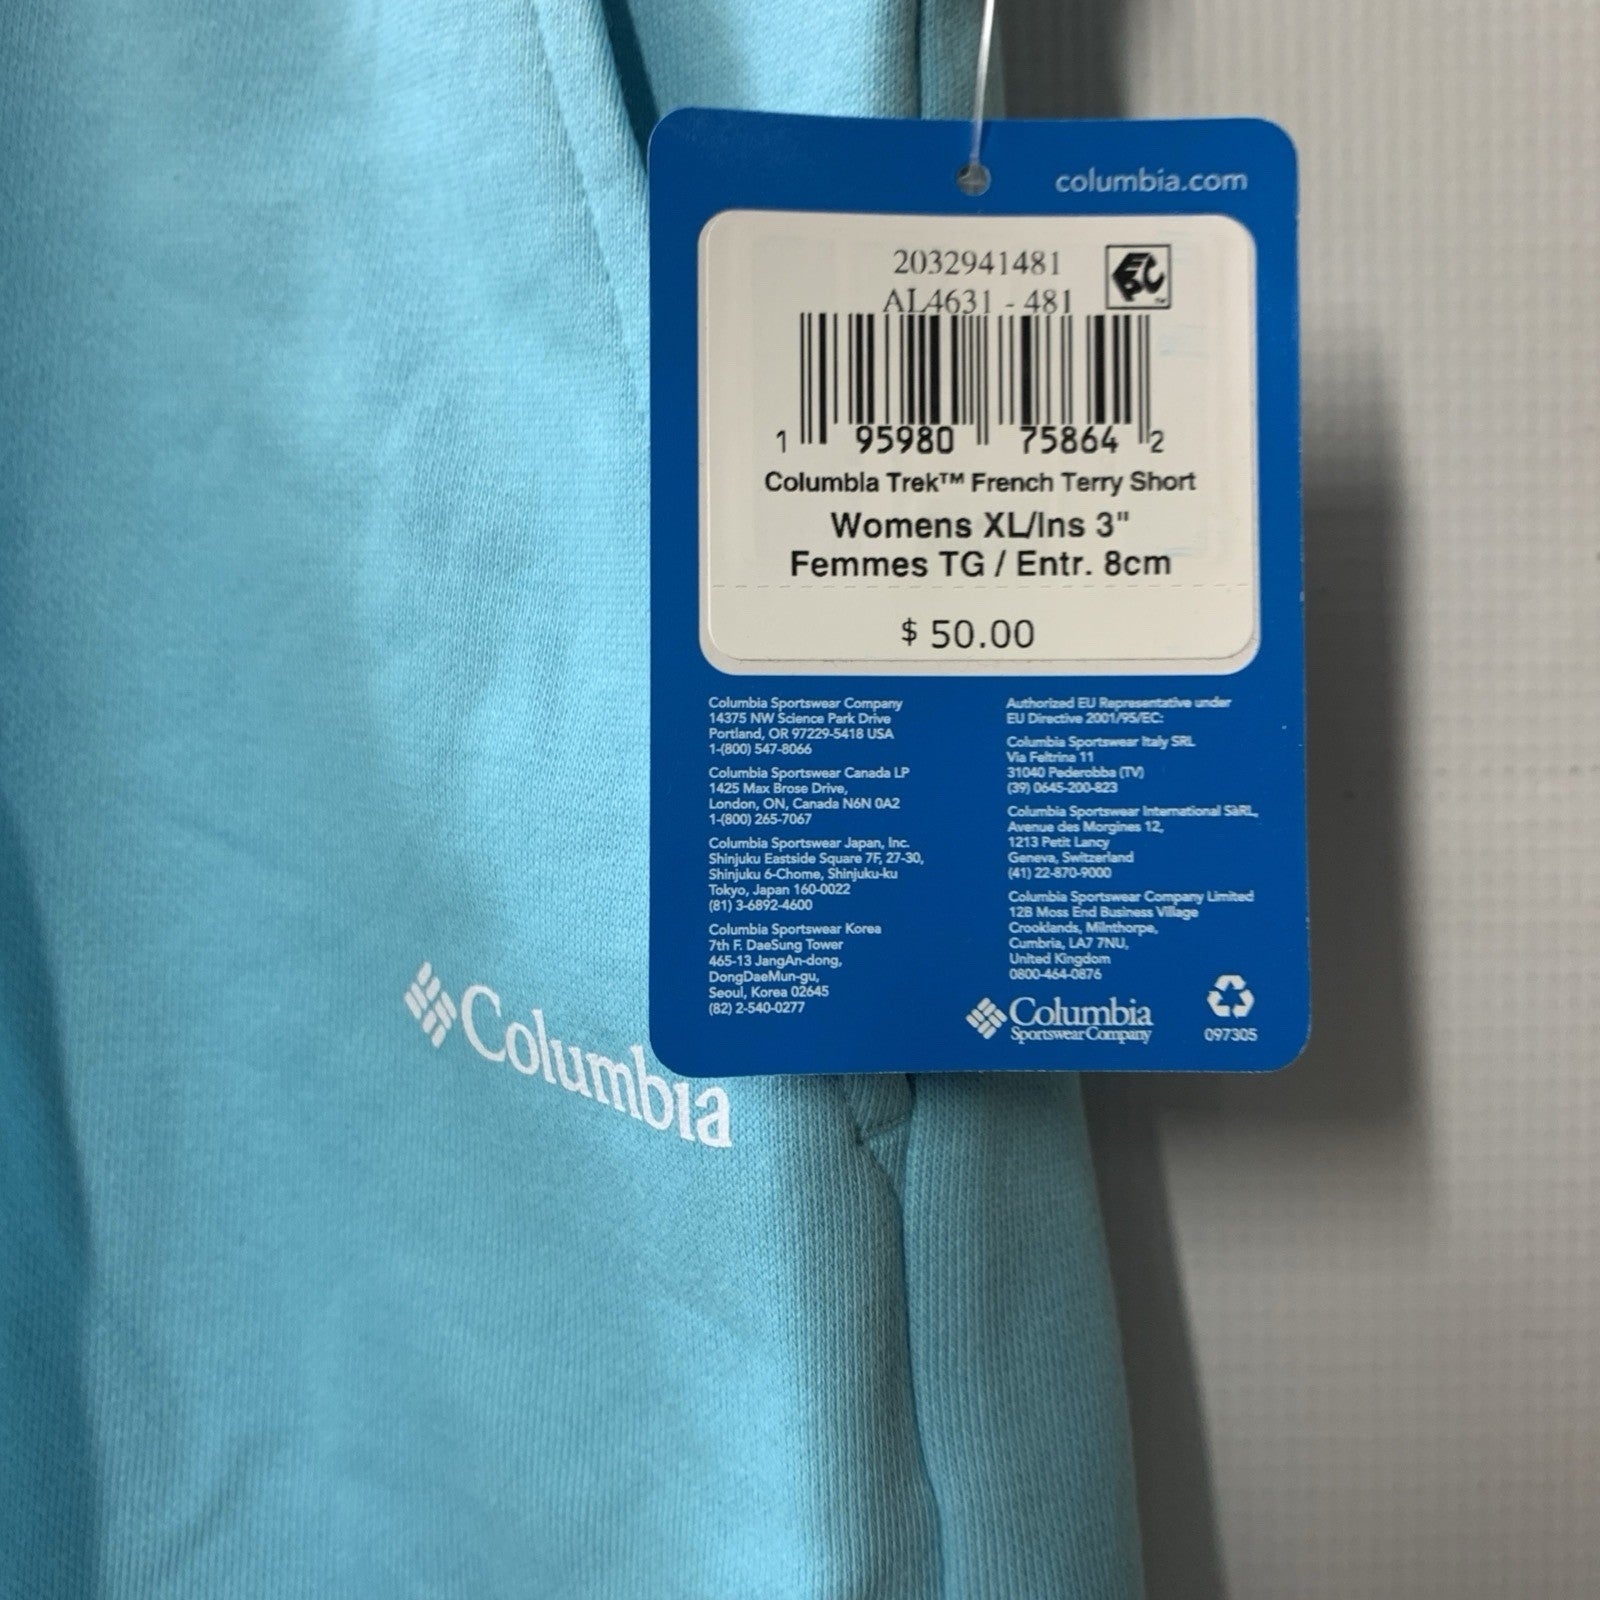 columbia.com
2032941481
AL4631 - 481
1 95980 75864 2
Columbia Trek™ French Terry Short
Womens XL/Ins 3"
Femmes TG / Entr. 8cm
$ 50.00
Columbia Sportswear Company
14375 NW Science Park Drive
Portland, OR 97229-5418 USA
1-(800) 547-8066
Columbia Sportswear Canada LP
1425 Max Brose Drive,
London, ON, Canada N6N 0A2
1-(800) 265-7067
Columbia Sportswear Japan, Inc.
Shinjuku Eastside Square 7F, 27-30,
Shinjuku 6-Chome, Shinjuku-ku
Tokyo, Japan 160-0022
(81) 3-6892-4600
Columbia Sportswear Korea
7th F. DaeSung Tower
465-13 JangAn-dong,
DongDaeMun-gu,
Seoul, Korea 02645
(82) 2-540-0277
Authorized EU Representative under
EU Directive 2001/95/EC:
Columbia Sportswear Italy SRL
Via Feltrina 11
31040 Pederobba (TV)
(39) 0645-200-823
Columbia Sportswear International SàRL,
Avenue des Morgines 12,
1213 Petit Lancy
Geneva, Switzerland
(41) 22-870-9000
Columbia Sportswear Company Limited
12B Moss End Business Village
Crooklands, Milnthorpe,
Cumbria, LA7 7NU,
United Kingdom
0800-464-0876
Columbia
Sportswear Company
097305
Columbia